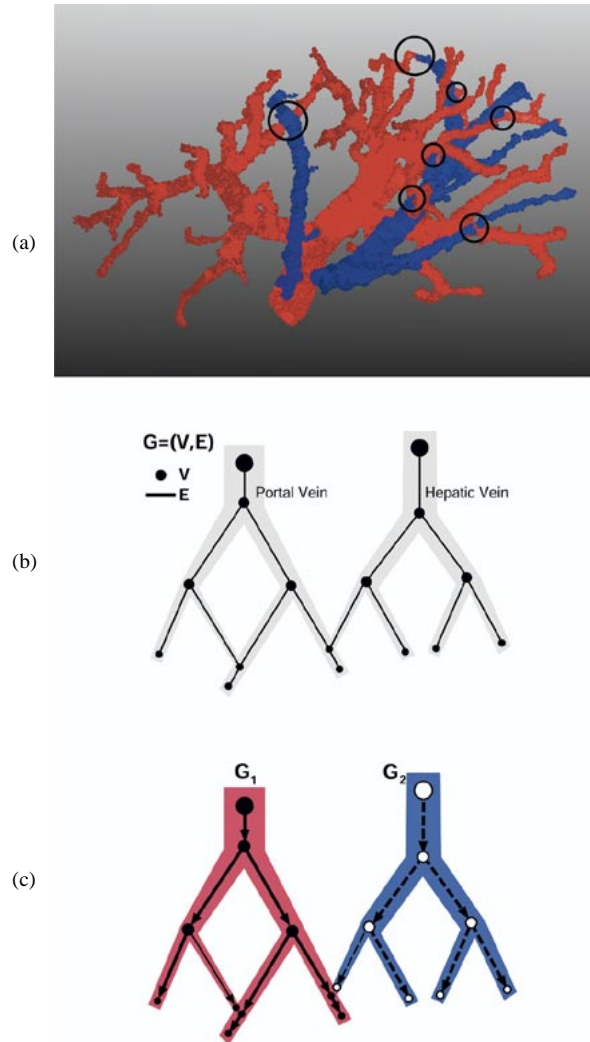 (a)
G=(V,E)
V
E
Portal Vein
Hepatic Vein
(b)
G₁
G₂
(c)